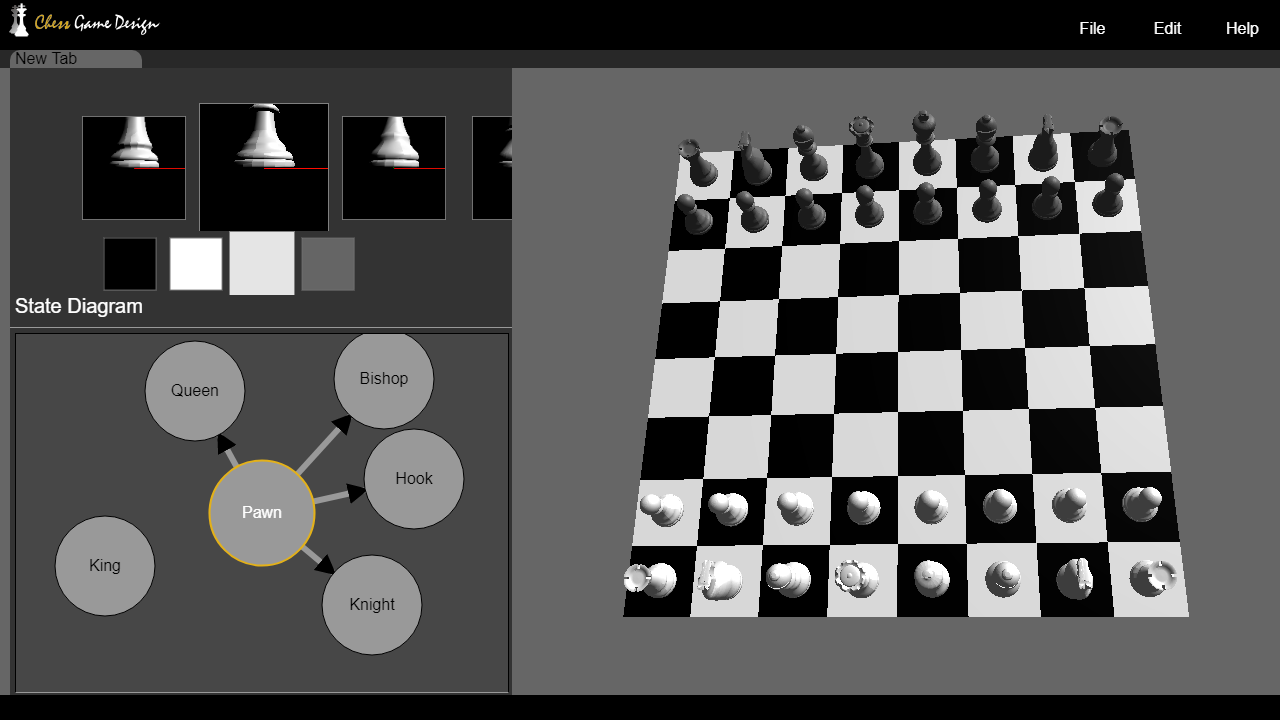 Chess Game Design
File
Edit
Help
New Tab
State Diagram
Queen
Bishop
Hook
Pawn
King
Knight